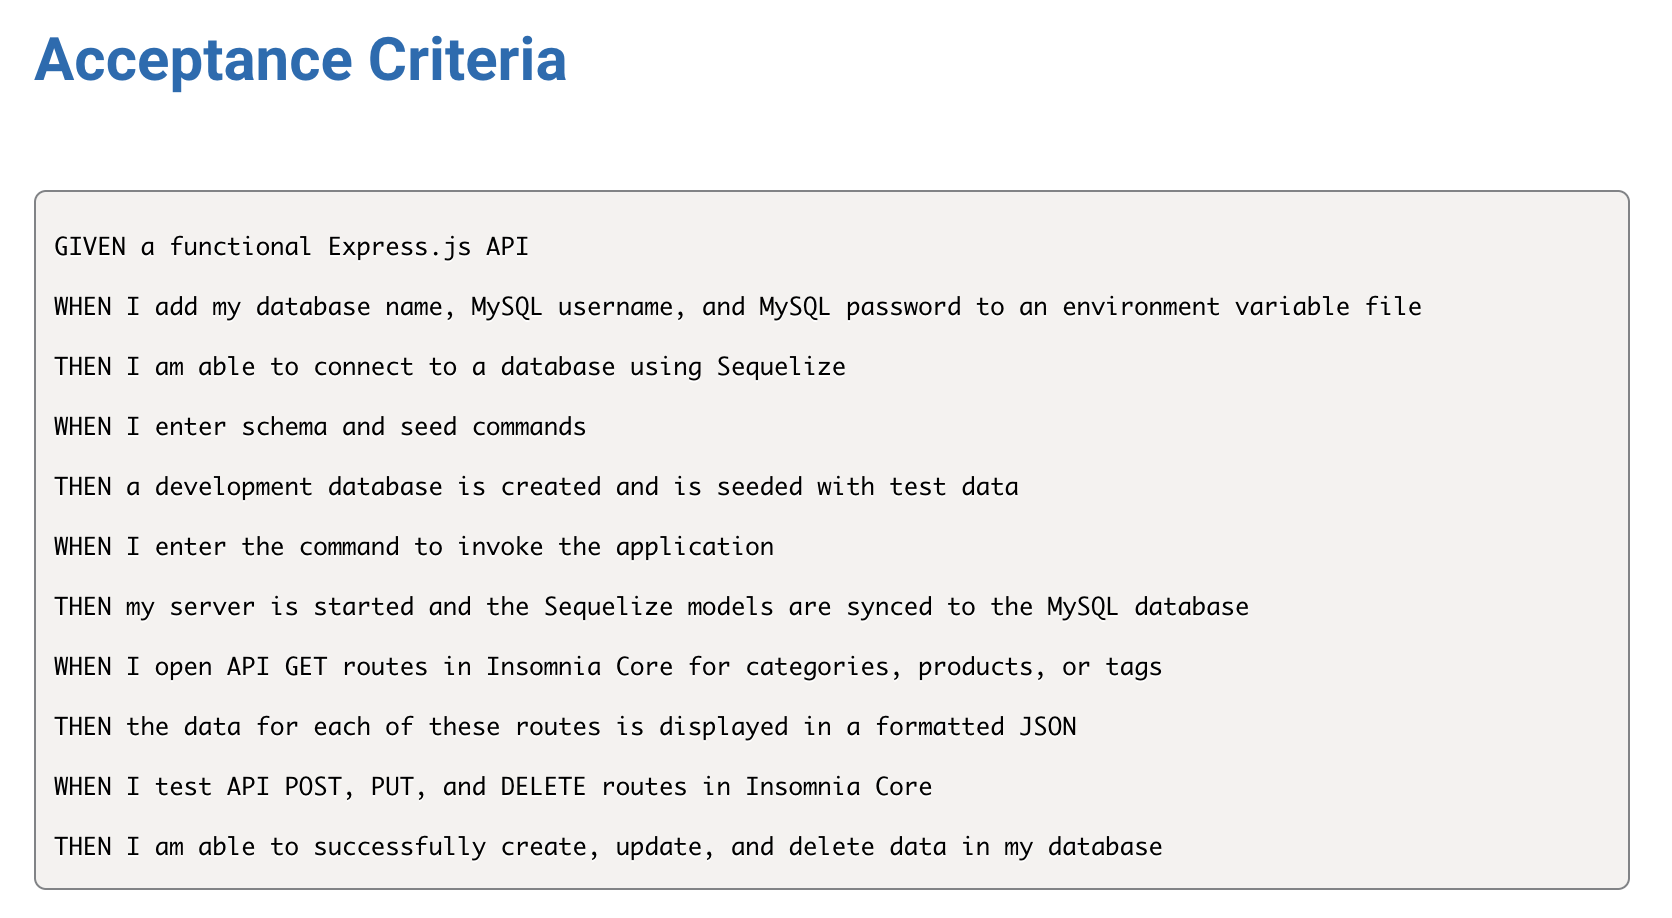 Acceptance Criteria
GIVEN a functional Express.js API
WHEN I add my database name, MySQL username, and MySQL password to an environment variable file
THEN I am able to connect to a database using Sequelize
WHEN I enter schema and seed commands
THEN a development database is created and is seeded with test data
WHEN I enter the command to invoke the application
THEN my server is started and the Sequelize models are synced to the MySQL database
WHEN I open API GET routes in Insomnia Core for categories, products, or tags
THEN the data for each of these routes is displayed in a formatted JSON
WHEN I test API POST, PUT, and DELETE routes in Insomnia Core
THEN I am able to successfully create, update, and delete data in my database